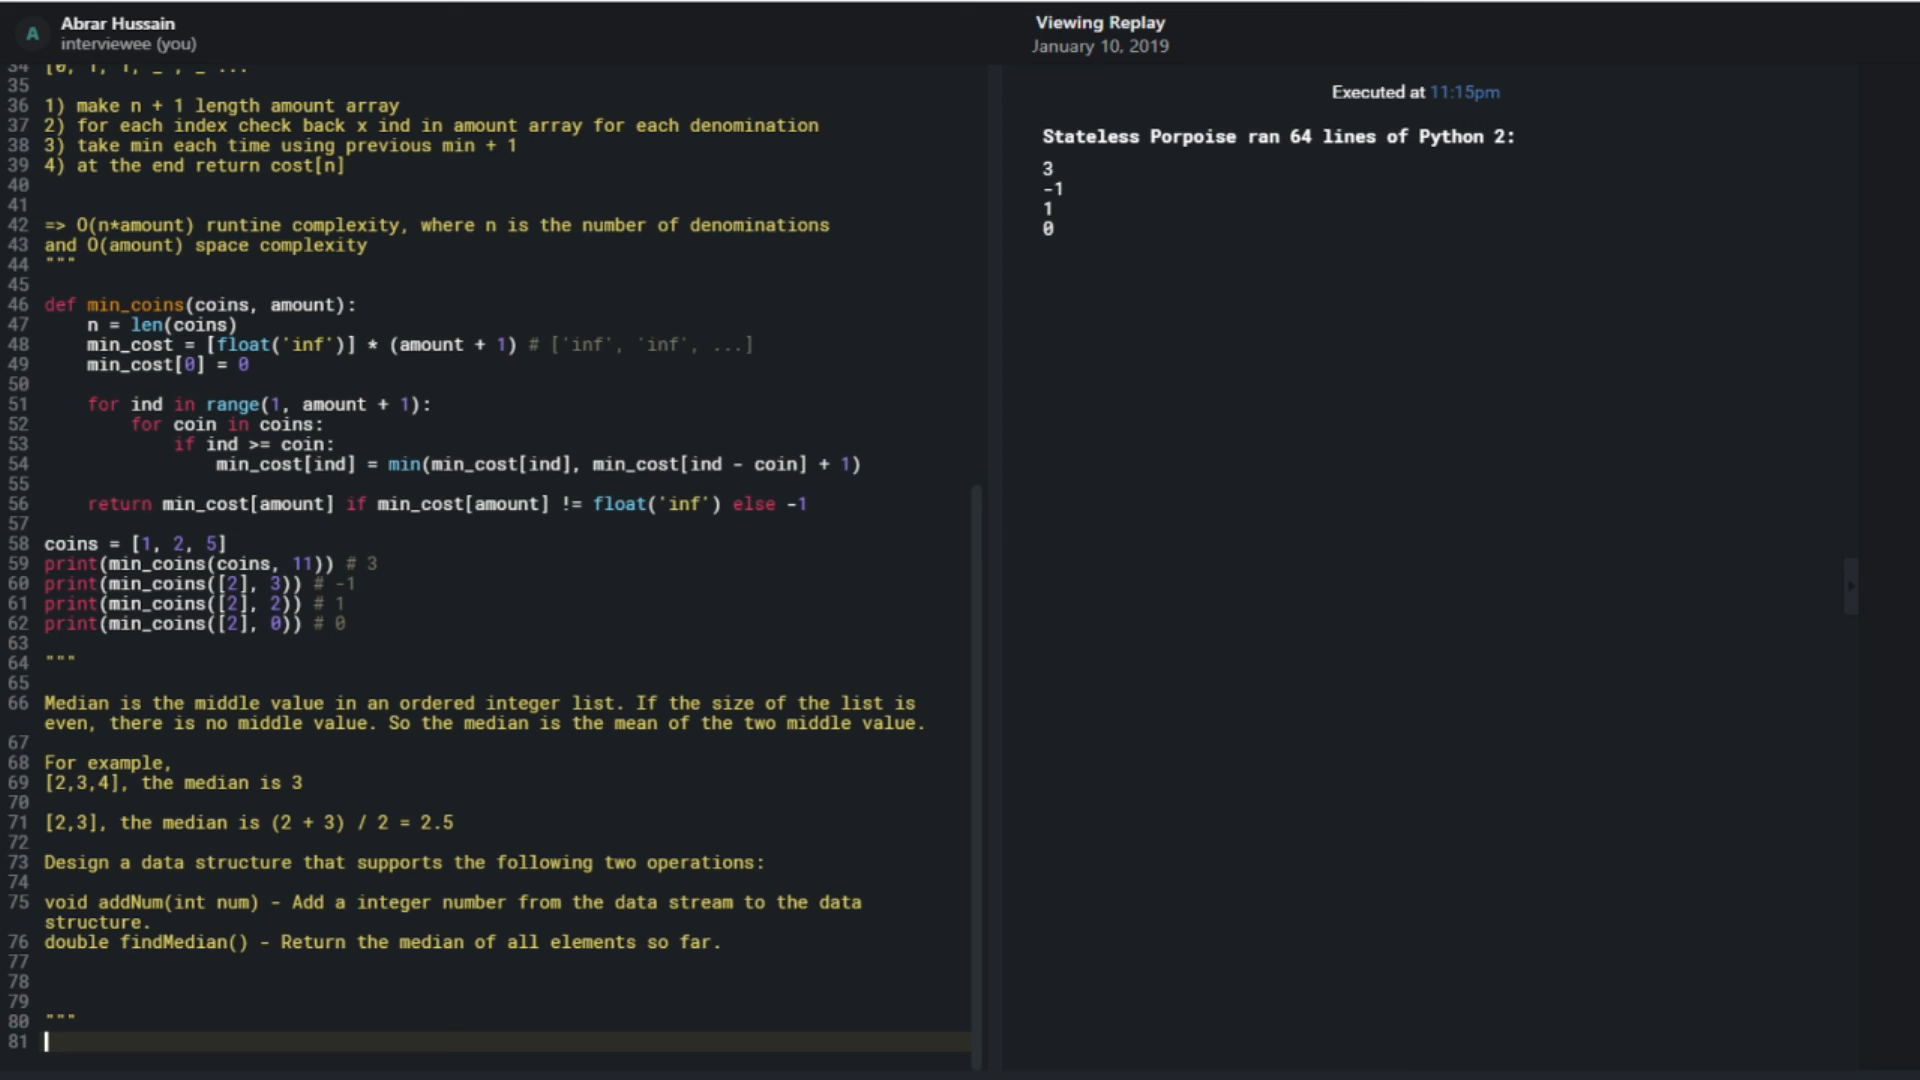 A
Abrar Hussain
interviewee (you)
Viewing Replay
January 10, 2019
34
35
36 1) make n + 1 length amount array
37 2) for each index check back x ind in amount array for each denomination
38 3) take min each time using previous min + 1
39 4) at the end return cost[n]
40
41
42 => O(n*amount) runtime complexity, where n is the number of denominations
43 and O(amount) space complexity
44 """
45
46 def min_coins(coins, amount):
47     n = len(coins)
48     min_cost = [float('inf')] * (amount + 1) # ['inf', 'inf', ...]
49     min_cost[0] = 0
50
51     for ind in range(1, amount + 1):
52         for coin in coins:
53             if ind >= coin:
54                 min_cost[ind] = min(min_cost[ind], min_cost[ind - coin] + 1)
55
56     return min_cost[amount] if min_cost[amount] != float('inf') else -1
57
58 coins = [1, 2, 5]
59 print(min_coins(coins, 11)) # 3
60 print(min_coins([2], 3)) # -1
61 print(min_coins([2], 2)) # 1
62 print(min_coins([2], 0)) # 0
63
64 """
65
66 Median is the middle value in an ordered integer list. If the size of the list is
even, there is no middle value. So the median is the mean of the two middle value.
67
68 For example,
69 [2,3,4], the median is 3
70
71 [2,3], the median is (2 + 3) / 2 = 2.5
72
73 Design a data structure that supports the following two operations:
74
75 void addNum(int num) - Add a integer number from the data stream to the data
structure.
76 double findMedian() - Return the median of all elements so far.
77
78
79
80 """
81
Executed at 11:15pm
Stateless Porpoise ran 64 lines of Python 2:
3
-1
1
0